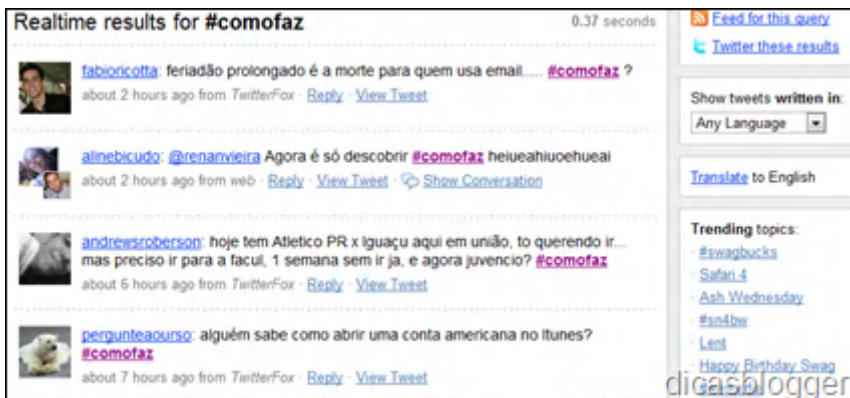 Realtime results for #comofaz
0.37 seconds
fabioricotta: feriadão prolongado é a morte para quem usa email..... #comofaz ?
about 2 hours ago from TwitterFox · Reply · View Tweet
alinebicudo: @renanvieira Agora é só descobrir #comofaz heiueahiuoehueai
about 2 hours ago from web · Reply · View Tweet · Show Conversation
andrewsroberson: hoje tem Atletico PR x Iguaçu aqui em união, to querendo ir...
mas preciso ir para a facul, 1 semana sem ir ja, e agora juvencio? #comofaz
about 6 hours ago from TwitterFox · Reply · View Tweet
pergunteaourso: alguém sabe como abrir uma conta americana no Itunes?
#comofaz
about 7 hours ago from TwitterFox · Reply · View Tweet
Feed for this query
Twitter these results
Show tweets written in:
Any Language
Translate to English
Trending topics:
· #swagbucks
· Safari 4
· Ash Wednesday
· #sn4bw
· Lent
· Happy Birthday Swag
dicasblogger